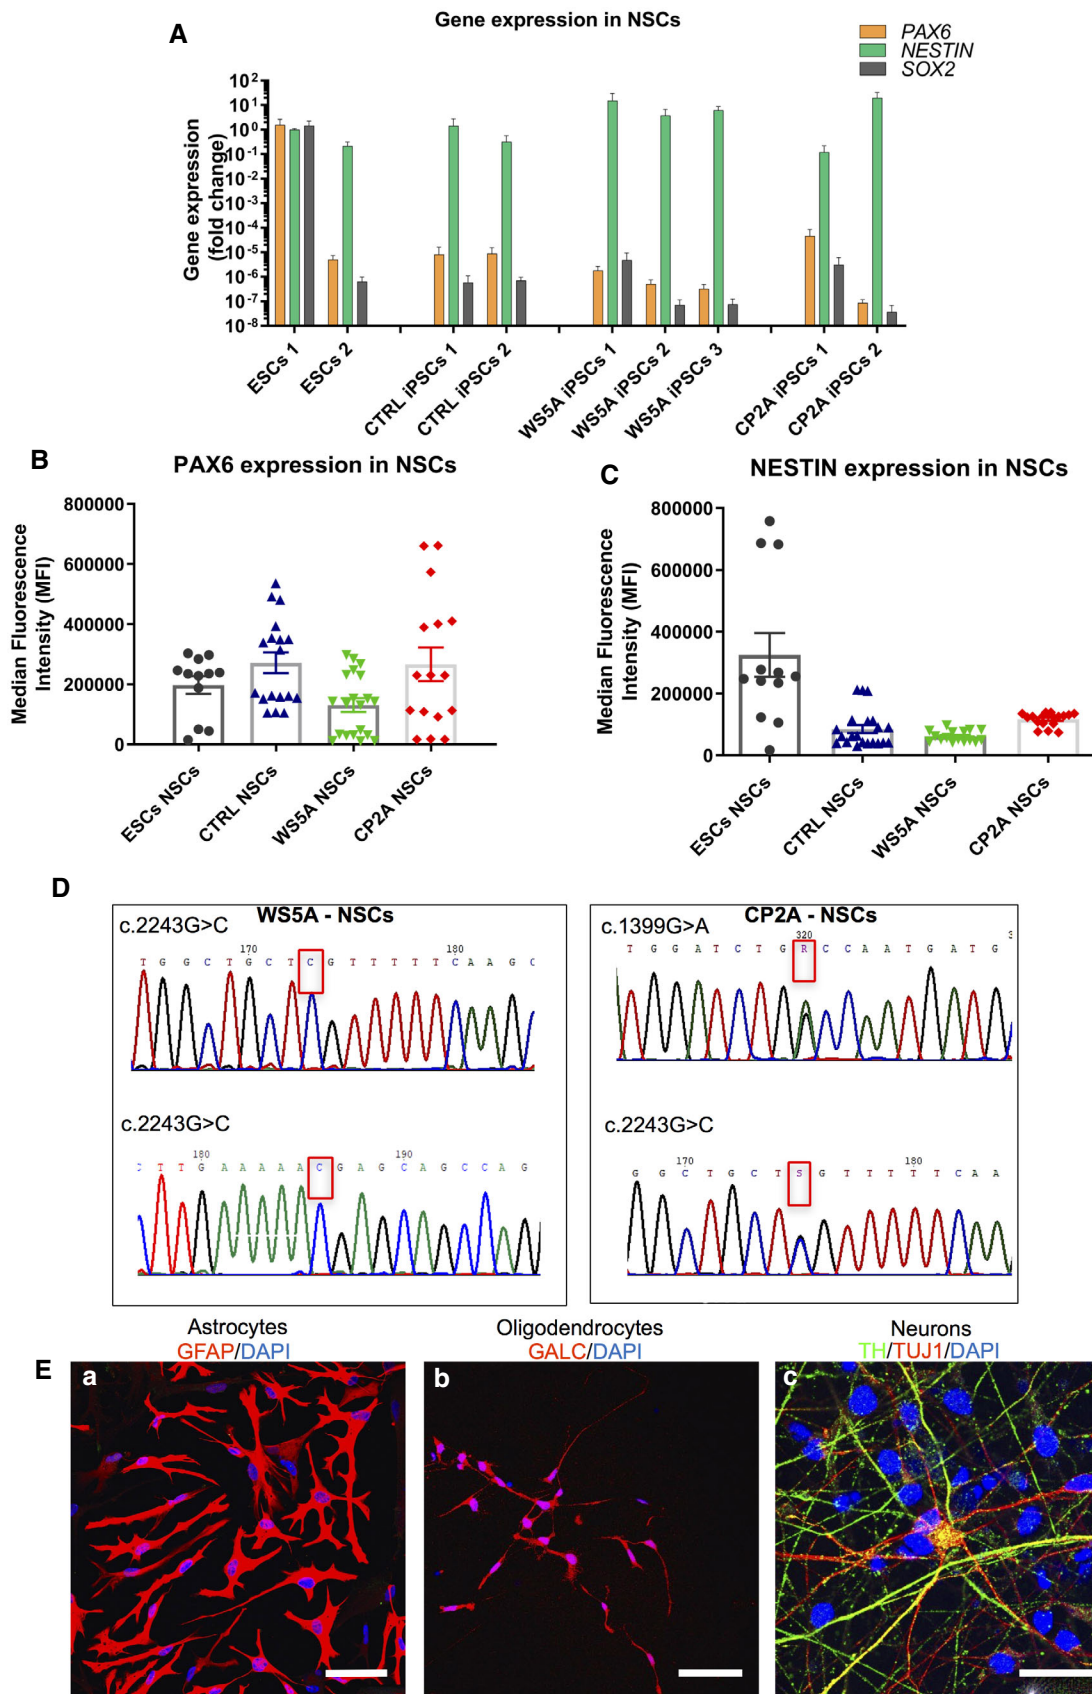 A
Gene expression in NSCs
PAX6
NESTIN
SOX2
Gene expression
(fold change)
10²
10¹
10⁰
10⁻¹
10⁻²
10⁻³
10⁻⁴
10⁻⁵
10⁻⁶
10⁻⁷
10⁻⁸
ESCs 1
ESCs 2
CTRL iPSCs 1
CTRL iPSCs 2
WS5A iPSCs 1
WS5A iPSCs 2
WS5A iPSCs 3
CP2A iPSCs 1
CP2A iPSCs 2
B
PAX6 expression in NSCs
Median Fluorescence
Intensity (MFI)
800000
600000
400000
200000
0
ESCs NSCs
CTRL NSCs
WS5A NSCs
CP2A NSCs
C
NESTIN expression in NSCs
Median Fluorescence
Intensity (MFI)
800000
600000
400000
200000
0
ESCs NSCs
CTRL NSCs
WS5A NSCs
CP2A NSCs
D
WS5A - NSCs
c.2243G>C
170 180
T G G C T G C T C G T T T T T C A A G C
c.2243G>C
180 190
C T T G A A A A A C G A G C A G C C A G
CP2A - NSCs
c.1399G>A
320
T G G A T C T G R C C A A T G A T G
c.2243G>C
170 180
G G C T G C T S G T T T T T C A A
E
Astrocytes
GFAP/DAPI
a
Oligodendrocytes
GALC/DAPI
b
Neurons
TH/TUJ1/DAPI
c